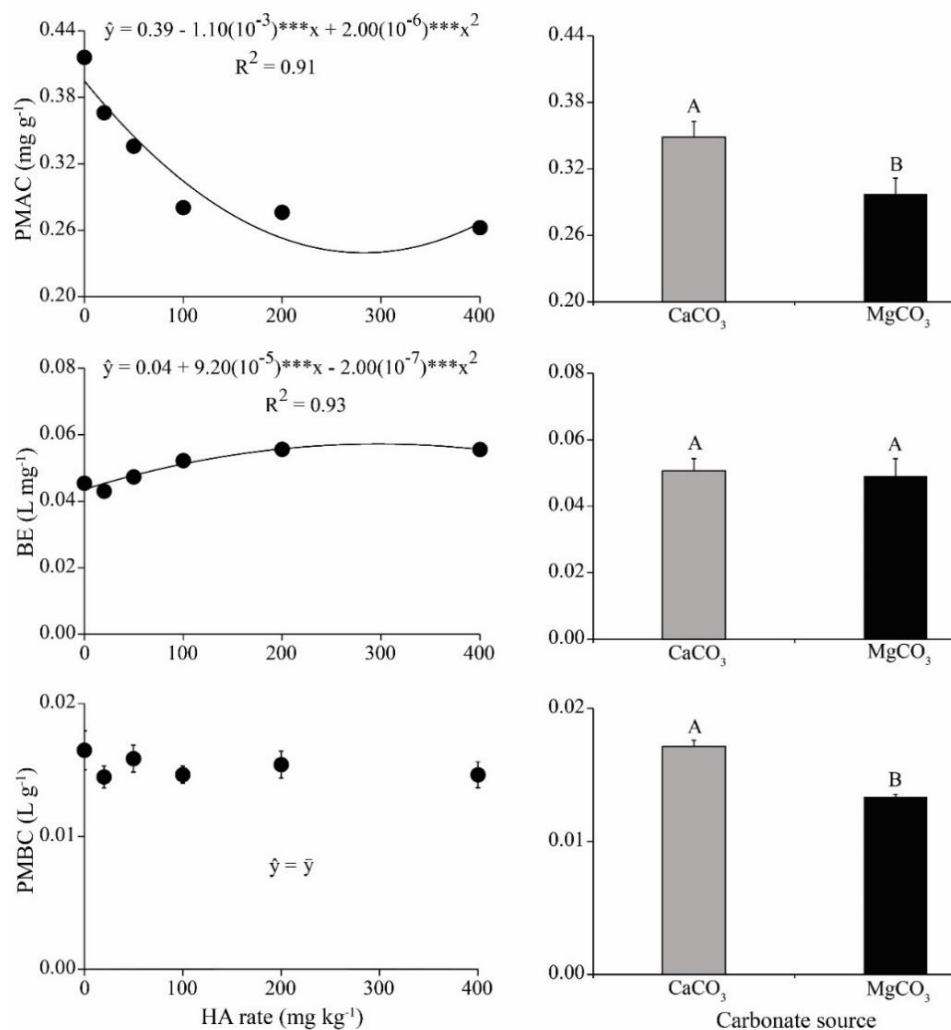 ŷ = 0.39 - 1.10(10⁻³)***x + 2.00(10⁻⁶)***x²
R² = 0.91
PMAC (mg g⁻¹)
0.44
0.38
0.32
0.26
0.20
0 100 200 300 400
0.44
0.38
0.32
0.26
0.20
A
B
CaCO₃ MgCO₃
ŷ = 0.04 + 9.20(10⁻⁵)***x - 2.00(10⁻⁷)***x²
R² = 0.93
BE (L mg⁻¹)
0.08
0.06
0.04
0.02
0.00
0 100 200 300 400
0.08
0.06
0.04
0.02
0.00
A A
CaCO₃ MgCO₃
PMBC (L g⁻¹)
0.02
0.01
0.00
ŷ = ȳ
0 100 200 300 400
HA rate (mg kg⁻¹)
0.02
0.01
0.00
A
B
CaCO₃ MgCO₃
Carbonate source